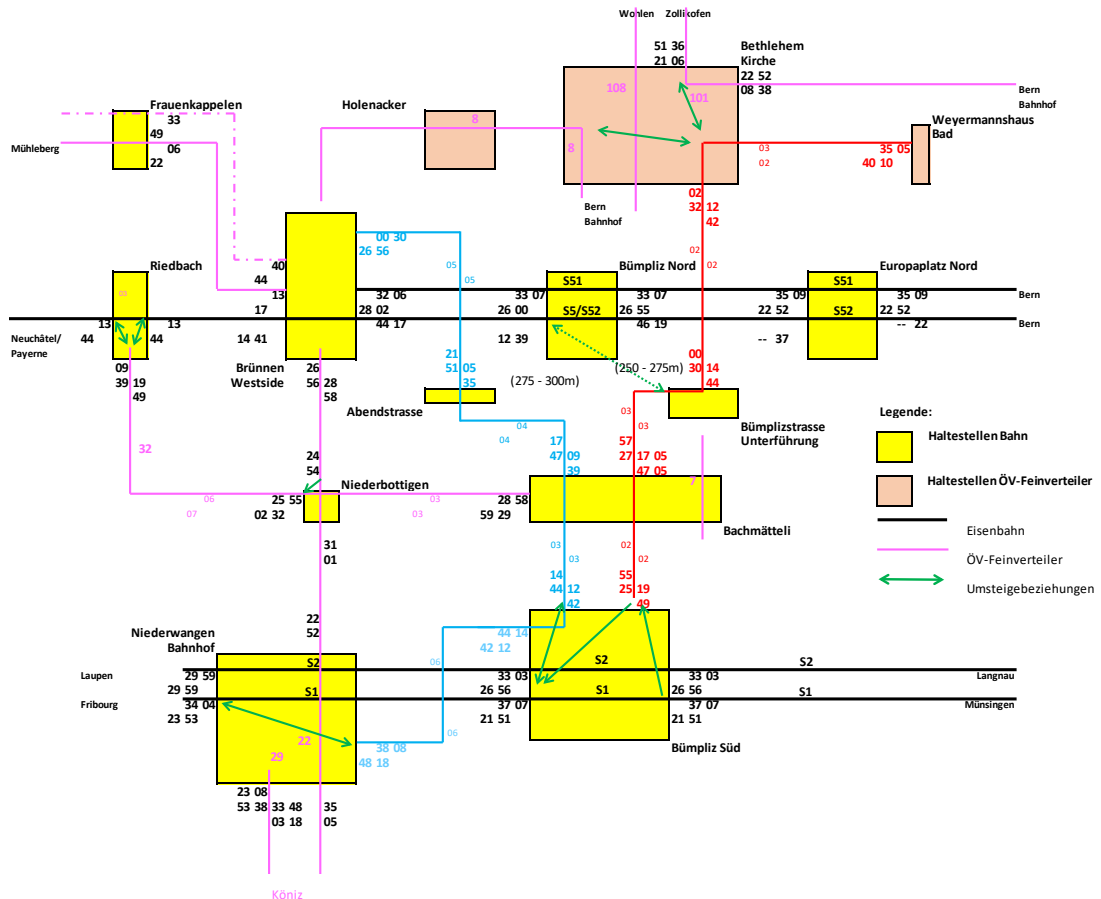 Wohlen Zollikofen
51 36
21 06
Bethlehem
Kirche
22 52
08 38
108
101
Bern
Bahnhof
Frauenkappelen
33
49
06
22
Mühleberg
Holenacker
8
8
Weyermannshaus
Bad
03
02
35 05
40 10
02
32 12
42
Bern
Bahnhof
00 30
26 56
05
05
02
02
Riedbach
03
40
44
13
17
Bümpliz Nord
Europaplatz Nord
S51
S51
32 06
33 07
33 07
35 09
35 09
Bern
28 02
26 00
S5/S52
26 55
22 52
S52
22 52
Bern
13
13
44 17
46 19
-- 22
Neuchâtel/
Payerne
44
44
14 41
12 39
-- 37
09
39 19
49
Brünnen
Westside
26
56 28
58
21
51 05
35
(275 - 300m)
(250 - 275m)
00
30 14
44
Abendstrasse
Bümplizstrasse
Unterführung
04
04
03
03
Legende:
Haltestellen Bahn
Haltestellen ÖV-Feinverteiler
Eisenbahn
ÖV-Feinverteiler
Umsteigebeziehungen
32
24
54
17
47 09
39
57
27 17 05
47 05
7
Niederbottigen
06
07
25 55
02 32
03
03
28 58
59 29
Bachmätteli
31
01
03
03
02
02
14
44 12
42
55
25 19
49
22
52
Niederwangen
Bahnhof
44 14
42 12
06
S2
S2
S2
Laupen
29 59
33 03
33 03
Langnau
29 59
S1
26 56
S1
26 56
S1
Fribourg
34 04
37 07
37 07
Münsingen
23 53
21 51
21 51
22
06
38 08
48 18
Bümpliz Süd
29
23 08
53 38 33 48
03 18
35
05
Köniz